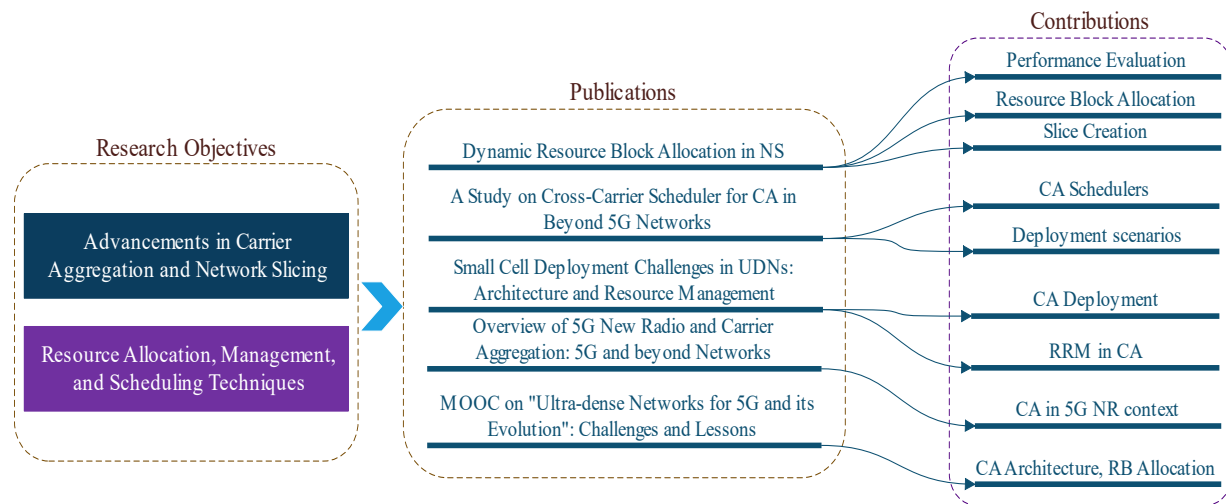 Research Objectives
Advancements in Carrier
Aggregation and Network Slicing
Resource Allocation, Management,
and Scheduling Techniques
Publications
Dynamic Resource Block Allocation in NS
A Study on Cross-Carrier Scheduler for CA in
Beyond 5G Networks
Small Cell Deployment Challenges in UDNs:
Architecture and Resource Management
Overview of 5G New Radio and Carrier
Aggregation: 5G and beyond Networks
MOOC on "Ultra-dense Networks for 5G and its
Evolution": Challenges and Lessons
Contributions
Performance Evaluation
Resource Block Allocation
Slice Creation
CA Schedulers
Deployment scenarios
CA Deployment
RRM in CA
CA in 5G NR context
CA Architecture, RB Allocation